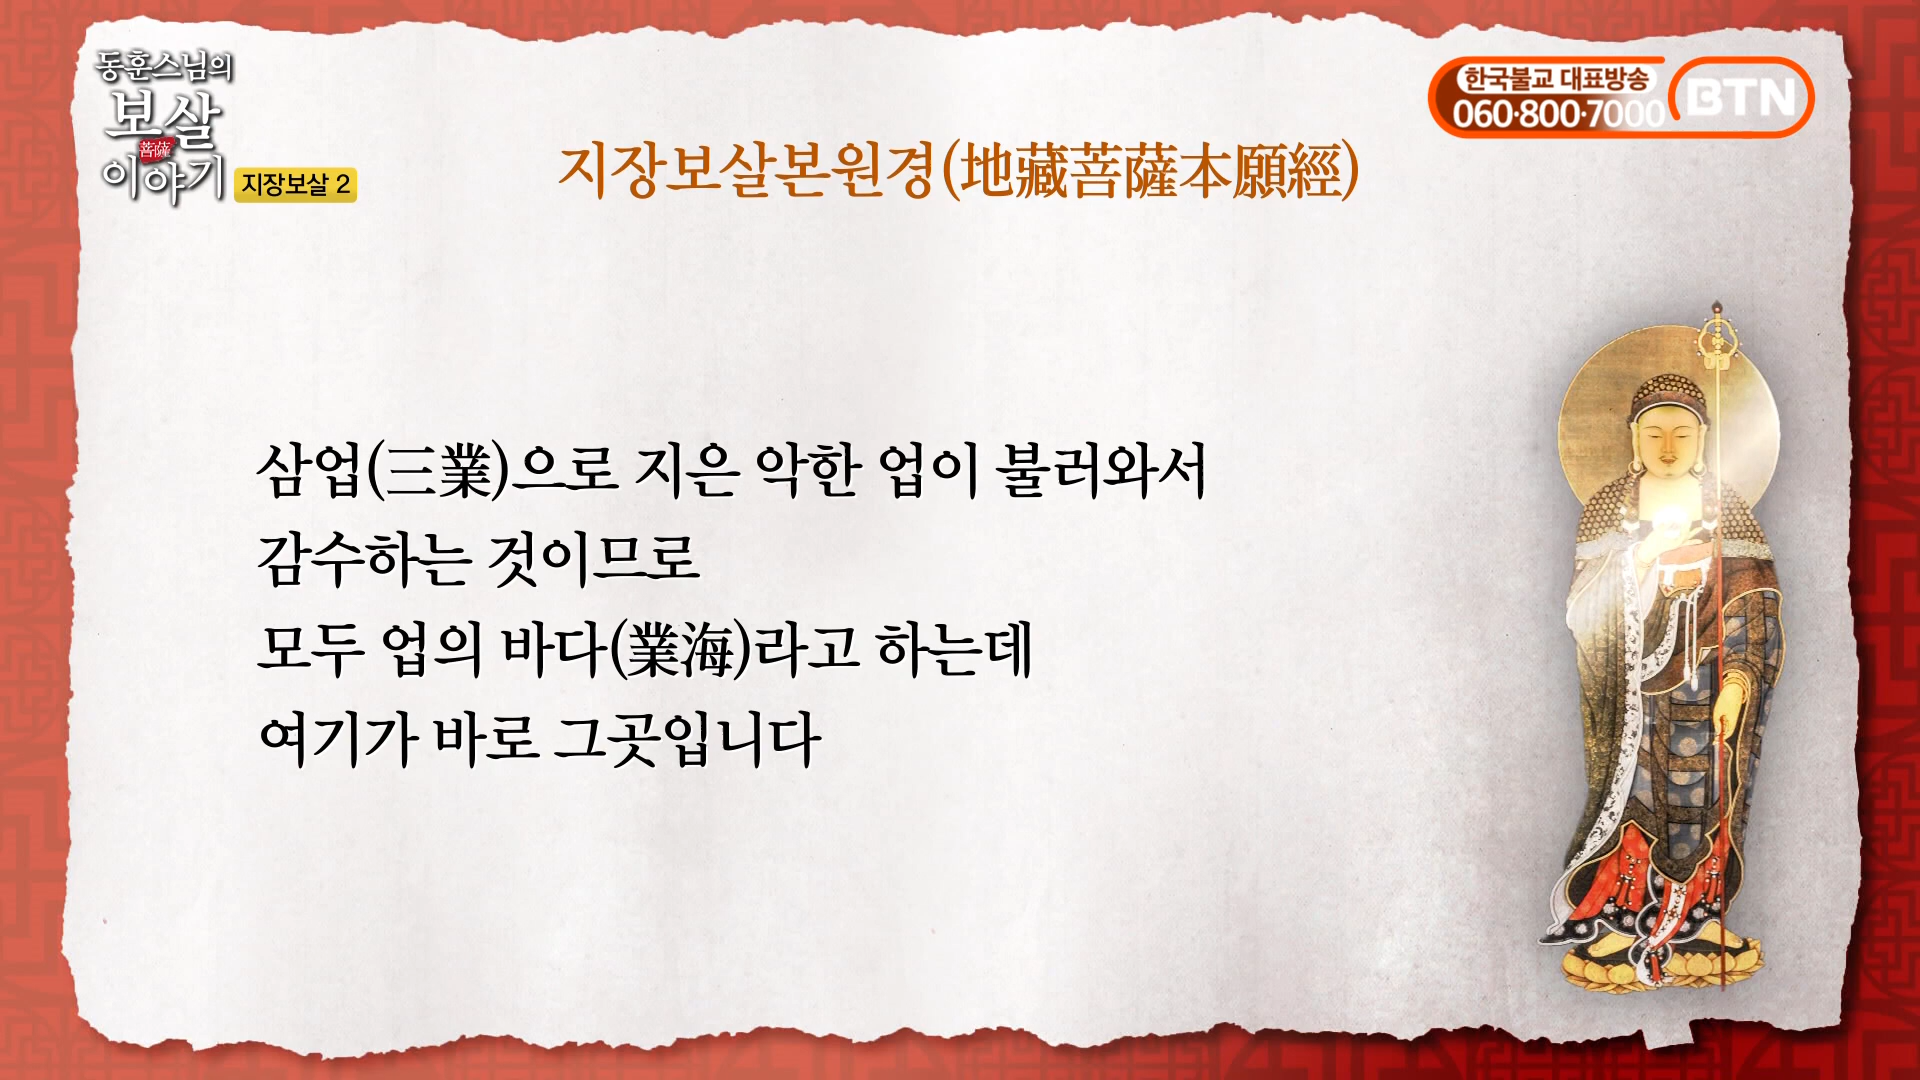 동훈스님의
보살
菩薩
이야기
지장보살 2
한국불교 대표방송
060·800·7000
BTN
지장보살본원경(地藏菩薩本願經)
삼업(三業)으로 지은 악한 업이 불러와서
감수하는 것이므로
모두 업의 바다(業海)라고 하는데
여기가 바로 그곳입니다